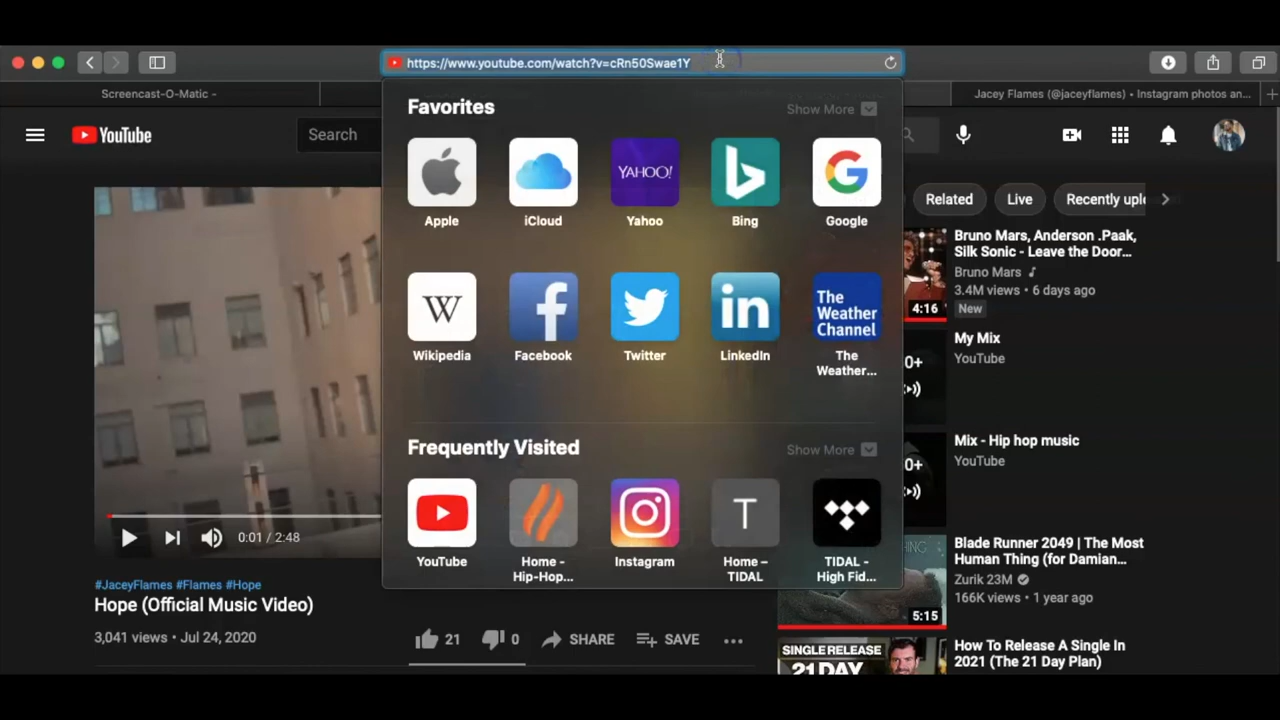 https://www.youtube.com/watch?v=cRn50Swae1Y
Screencast-O-Matic -
Jacey Flames (@jaceyflames) • Instagram photos an...
YouTube
Search
Favorites
Show More
YAHOO!
Apple
iCloud
Yahoo
Bing
Google
W
The
Weather
Channel
Wikipedia
Facebook
Twitter
LinkedIn
The
Weather...
Frequently Visited
Show More
T
YouTube
Home -
Hip-Hop...
Instagram
Home –
TIDAL
TIDAL -
High Fid...
0:01 / 2:48
#JaceyFlames #Flames #Hope
Hope (Official Music Video)
3,041 views • Jul 24, 2020
21
0
SHARE
SAVE
Related
Live
Recently uplo
Bruno Mars, Anderson .Paak,
Silk Sonic - Leave the Door...
Bruno Mars
3.4M views • 6 days ago
New
4:16
My Mix
YouTube
0+
Mix - Hip hop music
YouTube
0+
Blade Runner 2049 | The Most
Human Thing (for Damian...
Zurik 23M
166K views • 1 year ago
5:15
How To Release A Single In
2021 (The 21 Day Plan)
SINGLE RELEASE
21 DAY